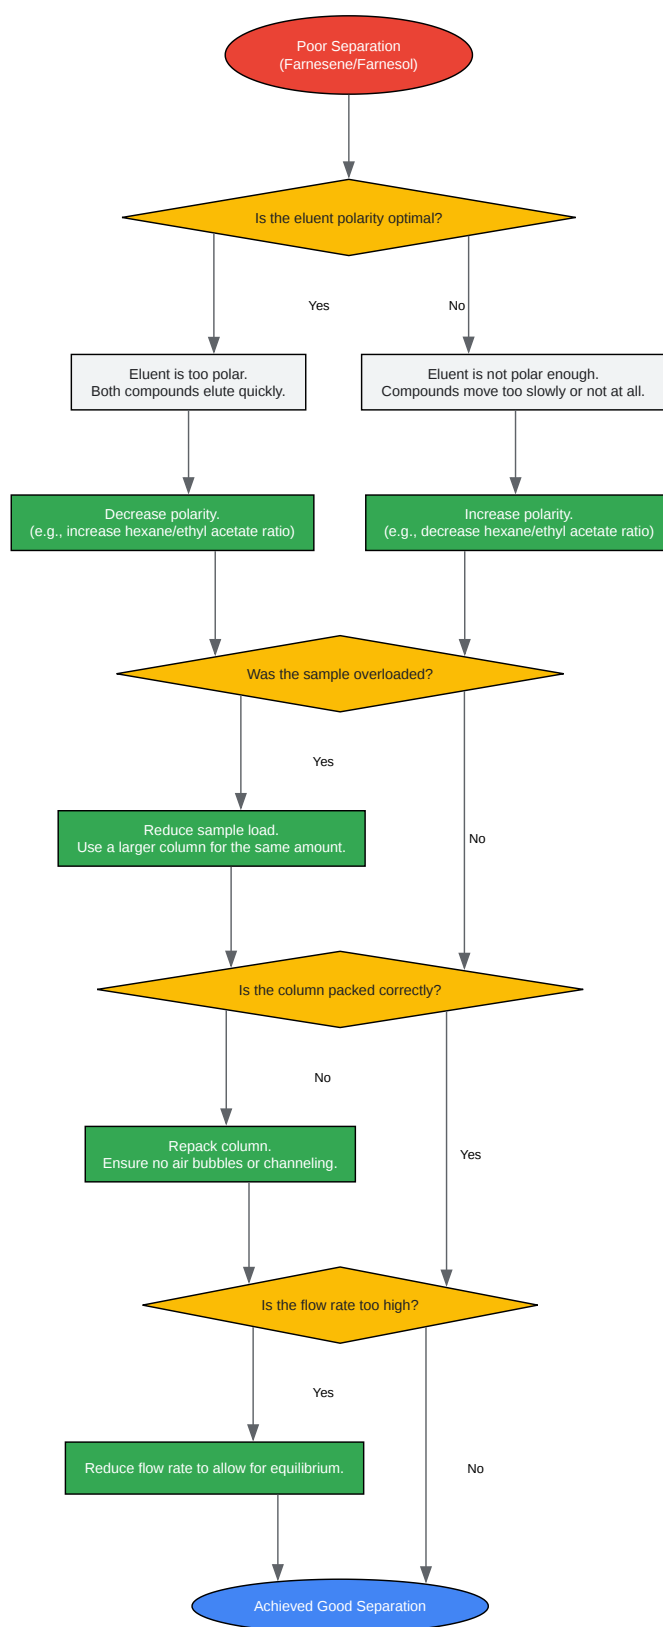 Poor Separation
(Farnesene/Farnesol)
Is the eluent polarity optimal?
Yes
No
Eluent is too polar.
Both compounds elute quickly.
Eluent is not polar enough.
Compounds move too slowly or not at all.
Decrease polarity.
(e.g., increase hexane/ethyl acetate ratio)
Increase polarity.
(e.g., decrease hexane/ethyl acetate ratio)
Was the sample overloaded?
Yes
Reduce sample load.
Use a larger column for the same amount.
No
Is the column packed correctly?
No
Repack column.
Ensure no air bubbles or channeling.
Yes
Is the flow rate too high?
Yes
Reduce flow rate to allow for equilibrium.
No
Achieved Good Separation